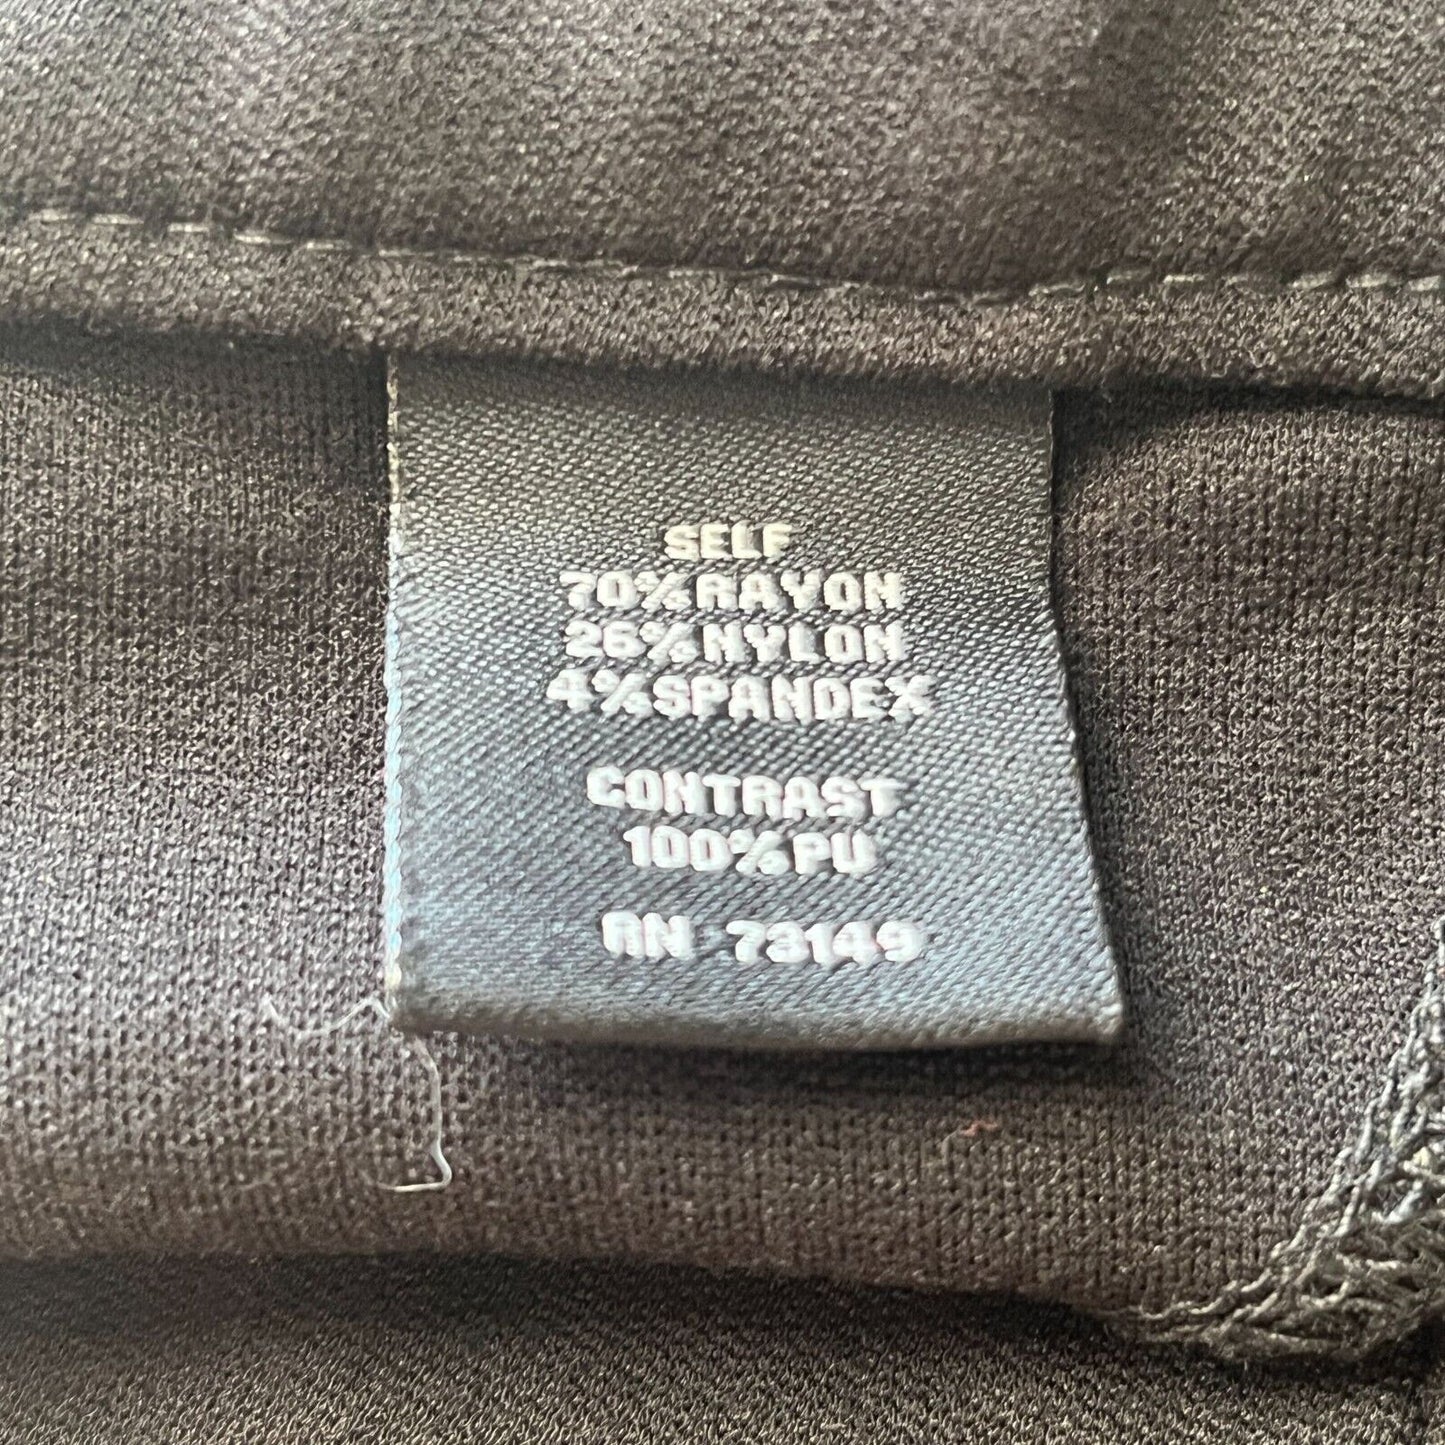 SELF
70% RAYON
26% NYLON
4% SPANDEX
CONTRAST
100% PU
RN 73149